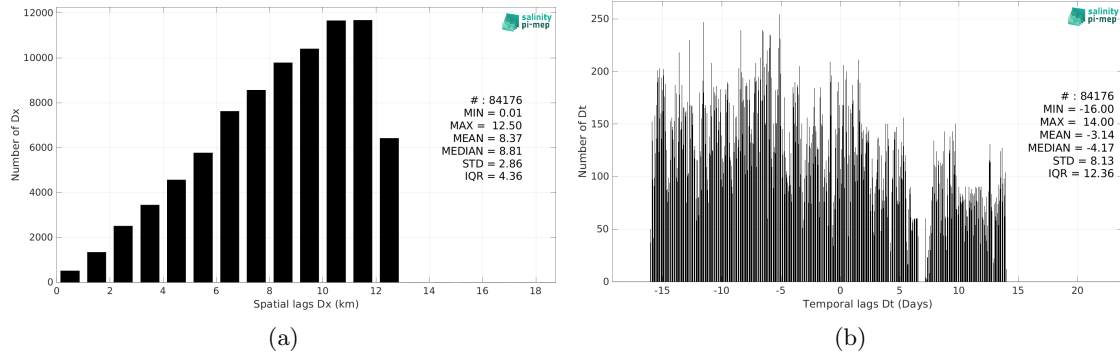 12000
10000
8000
6000
4000
2000
0
Number of Dx
0 2 4 6 8 10 12 14 16 18
Spatial lags Dx (km)
salinity
pi-mep
# : 84176
MIN = 0.01
MAX = 12.50
MEAN = 8.37
MEDIAN = 8.81
STD = 2.86
IQR = 4.36
(a)
250
200
150
100
50
0
Number of Dt
-15 -10 -5 0 5 10 15 20
Temporal lags Dt (Days)
salinity
pi-mep
# : 84176
MIN = -16.00
MAX = 14.00
MEAN = -3.14
MEDIAN = -4.17
STD = 8.13
IQR = 12.36
(b)